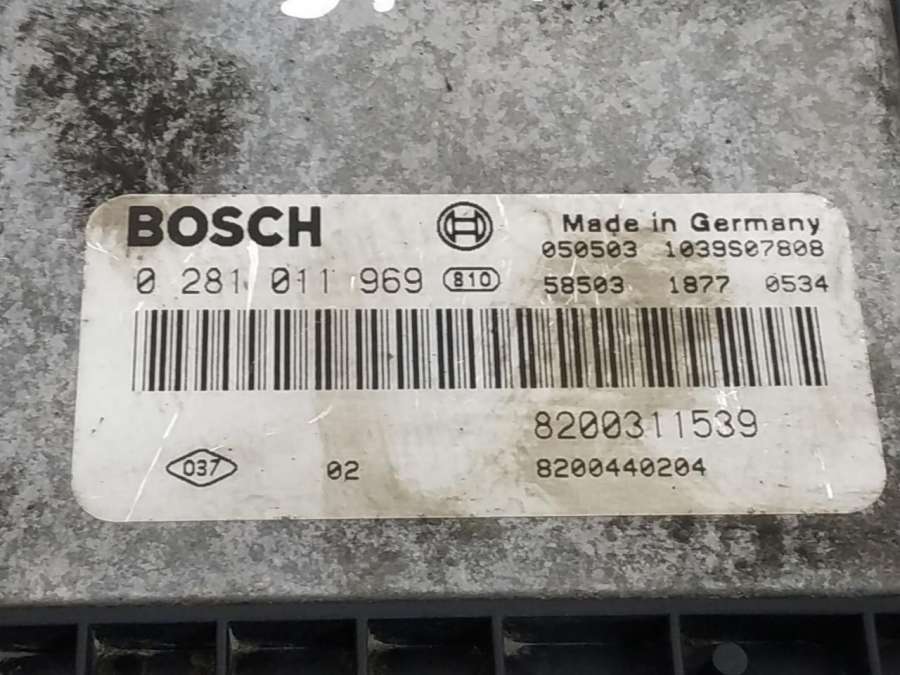 BOSCH
Made in Germany
050503 1039S07808
0 281 011 969 810
58503 1877 0534
8200311539
037 02 8200440204